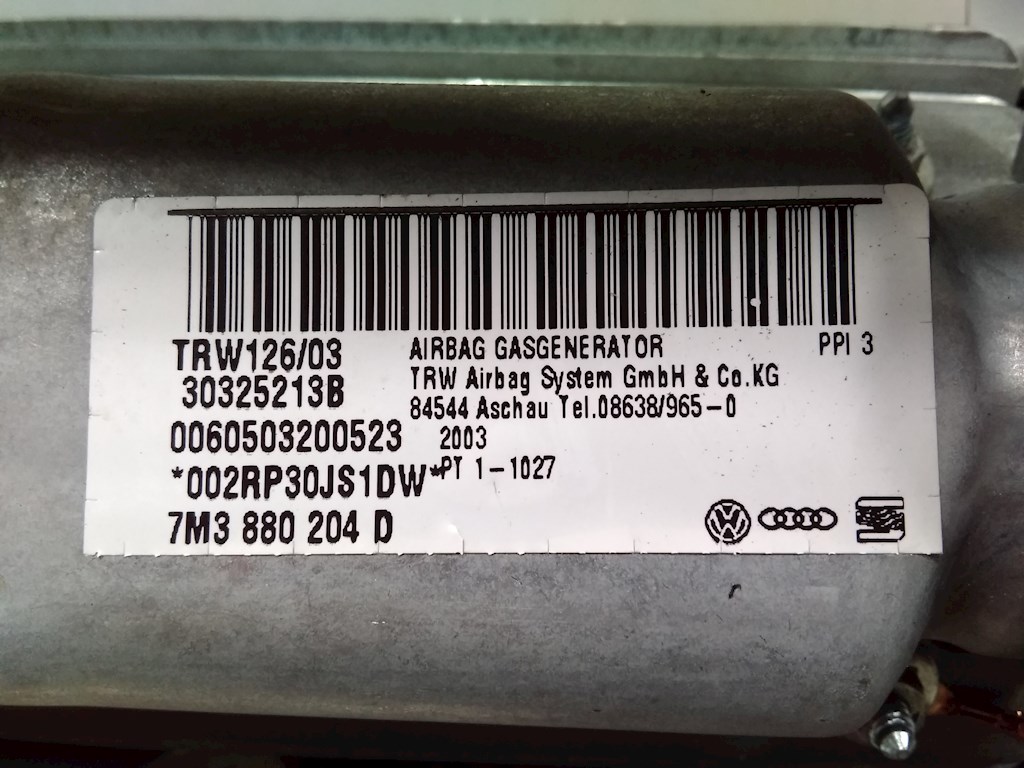 TRW126/03
30325213B
0060503200523
*002RP30JS1DW*
7M3 880 204 D
AIRBAG GASGENERATOR
TRW Airbag System GmbH & Co.KG
84544 Aschau Tel.08638/965-0
2003
PT 1-1027
PPI 3